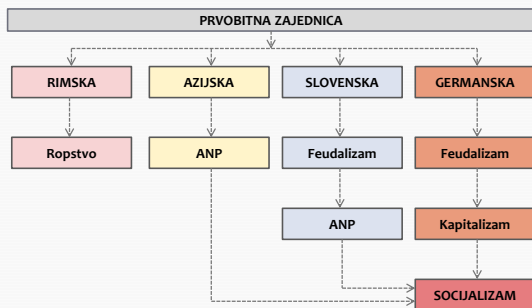 PRVOBITNA ZAJEDNICA
RIMSKA
AZIJSKA
SLOVENSKA
GERMANSKA
Ropstvo
ANP
Feudalizam
Feudalizam
ANP
Kapitalizam
SOCIJALIZAM